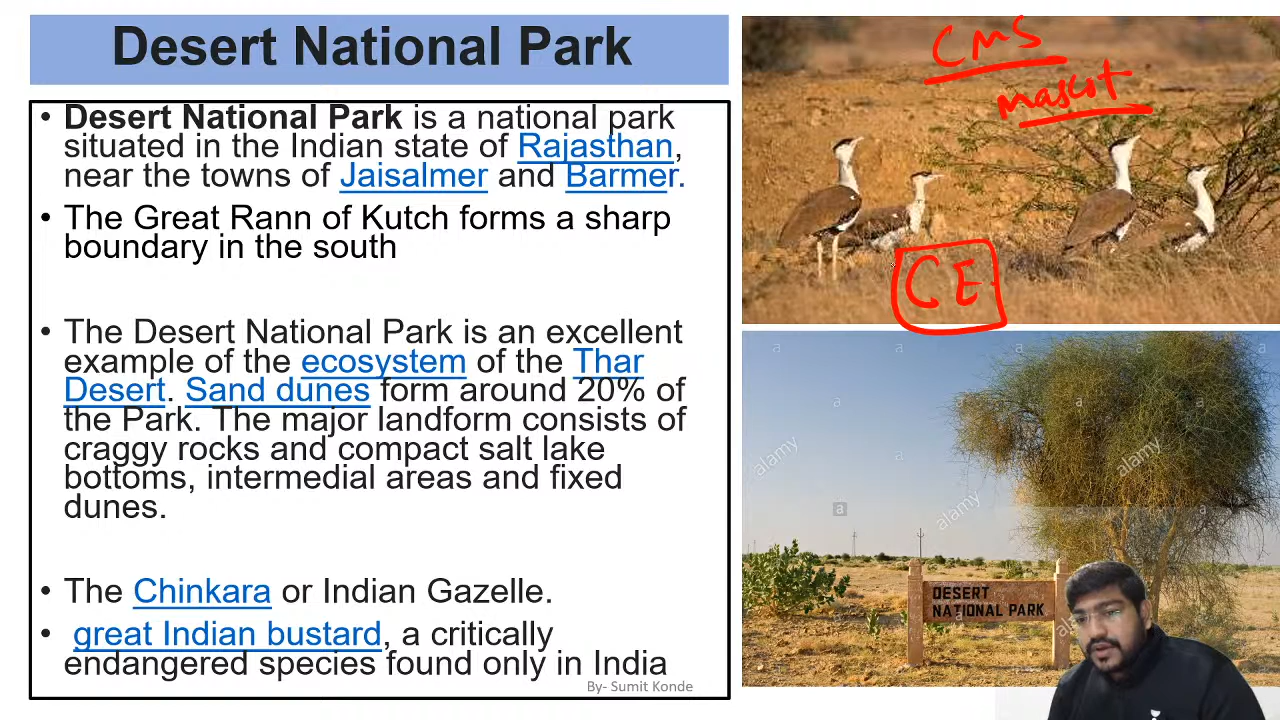 Desert National Park
• Desert National Park is a national park
situated in the Indian state of Rajasthan,
near the towns of Jaisalmer and Barmer.
• The Great Rann of Kutch forms a sharp
boundary in the south
• The Desert National Park is an excellent
example of the ecosystem of the Thar
Desert. Sand dunes form around 20% of
the Park. The major landform consists of
craggy rocks and compact salt lake
bottoms, intermedial areas and fixed
dunes.
• The Chinkara or Indian Gazelle.
• great Indian bustard, a critically
endangered species found only in India
By- Sumit Konde
CMS
mascot
CE
a a a a a
a a a
alamy alamy
a
a a
alamy
DESERT
NATIONAL PARK